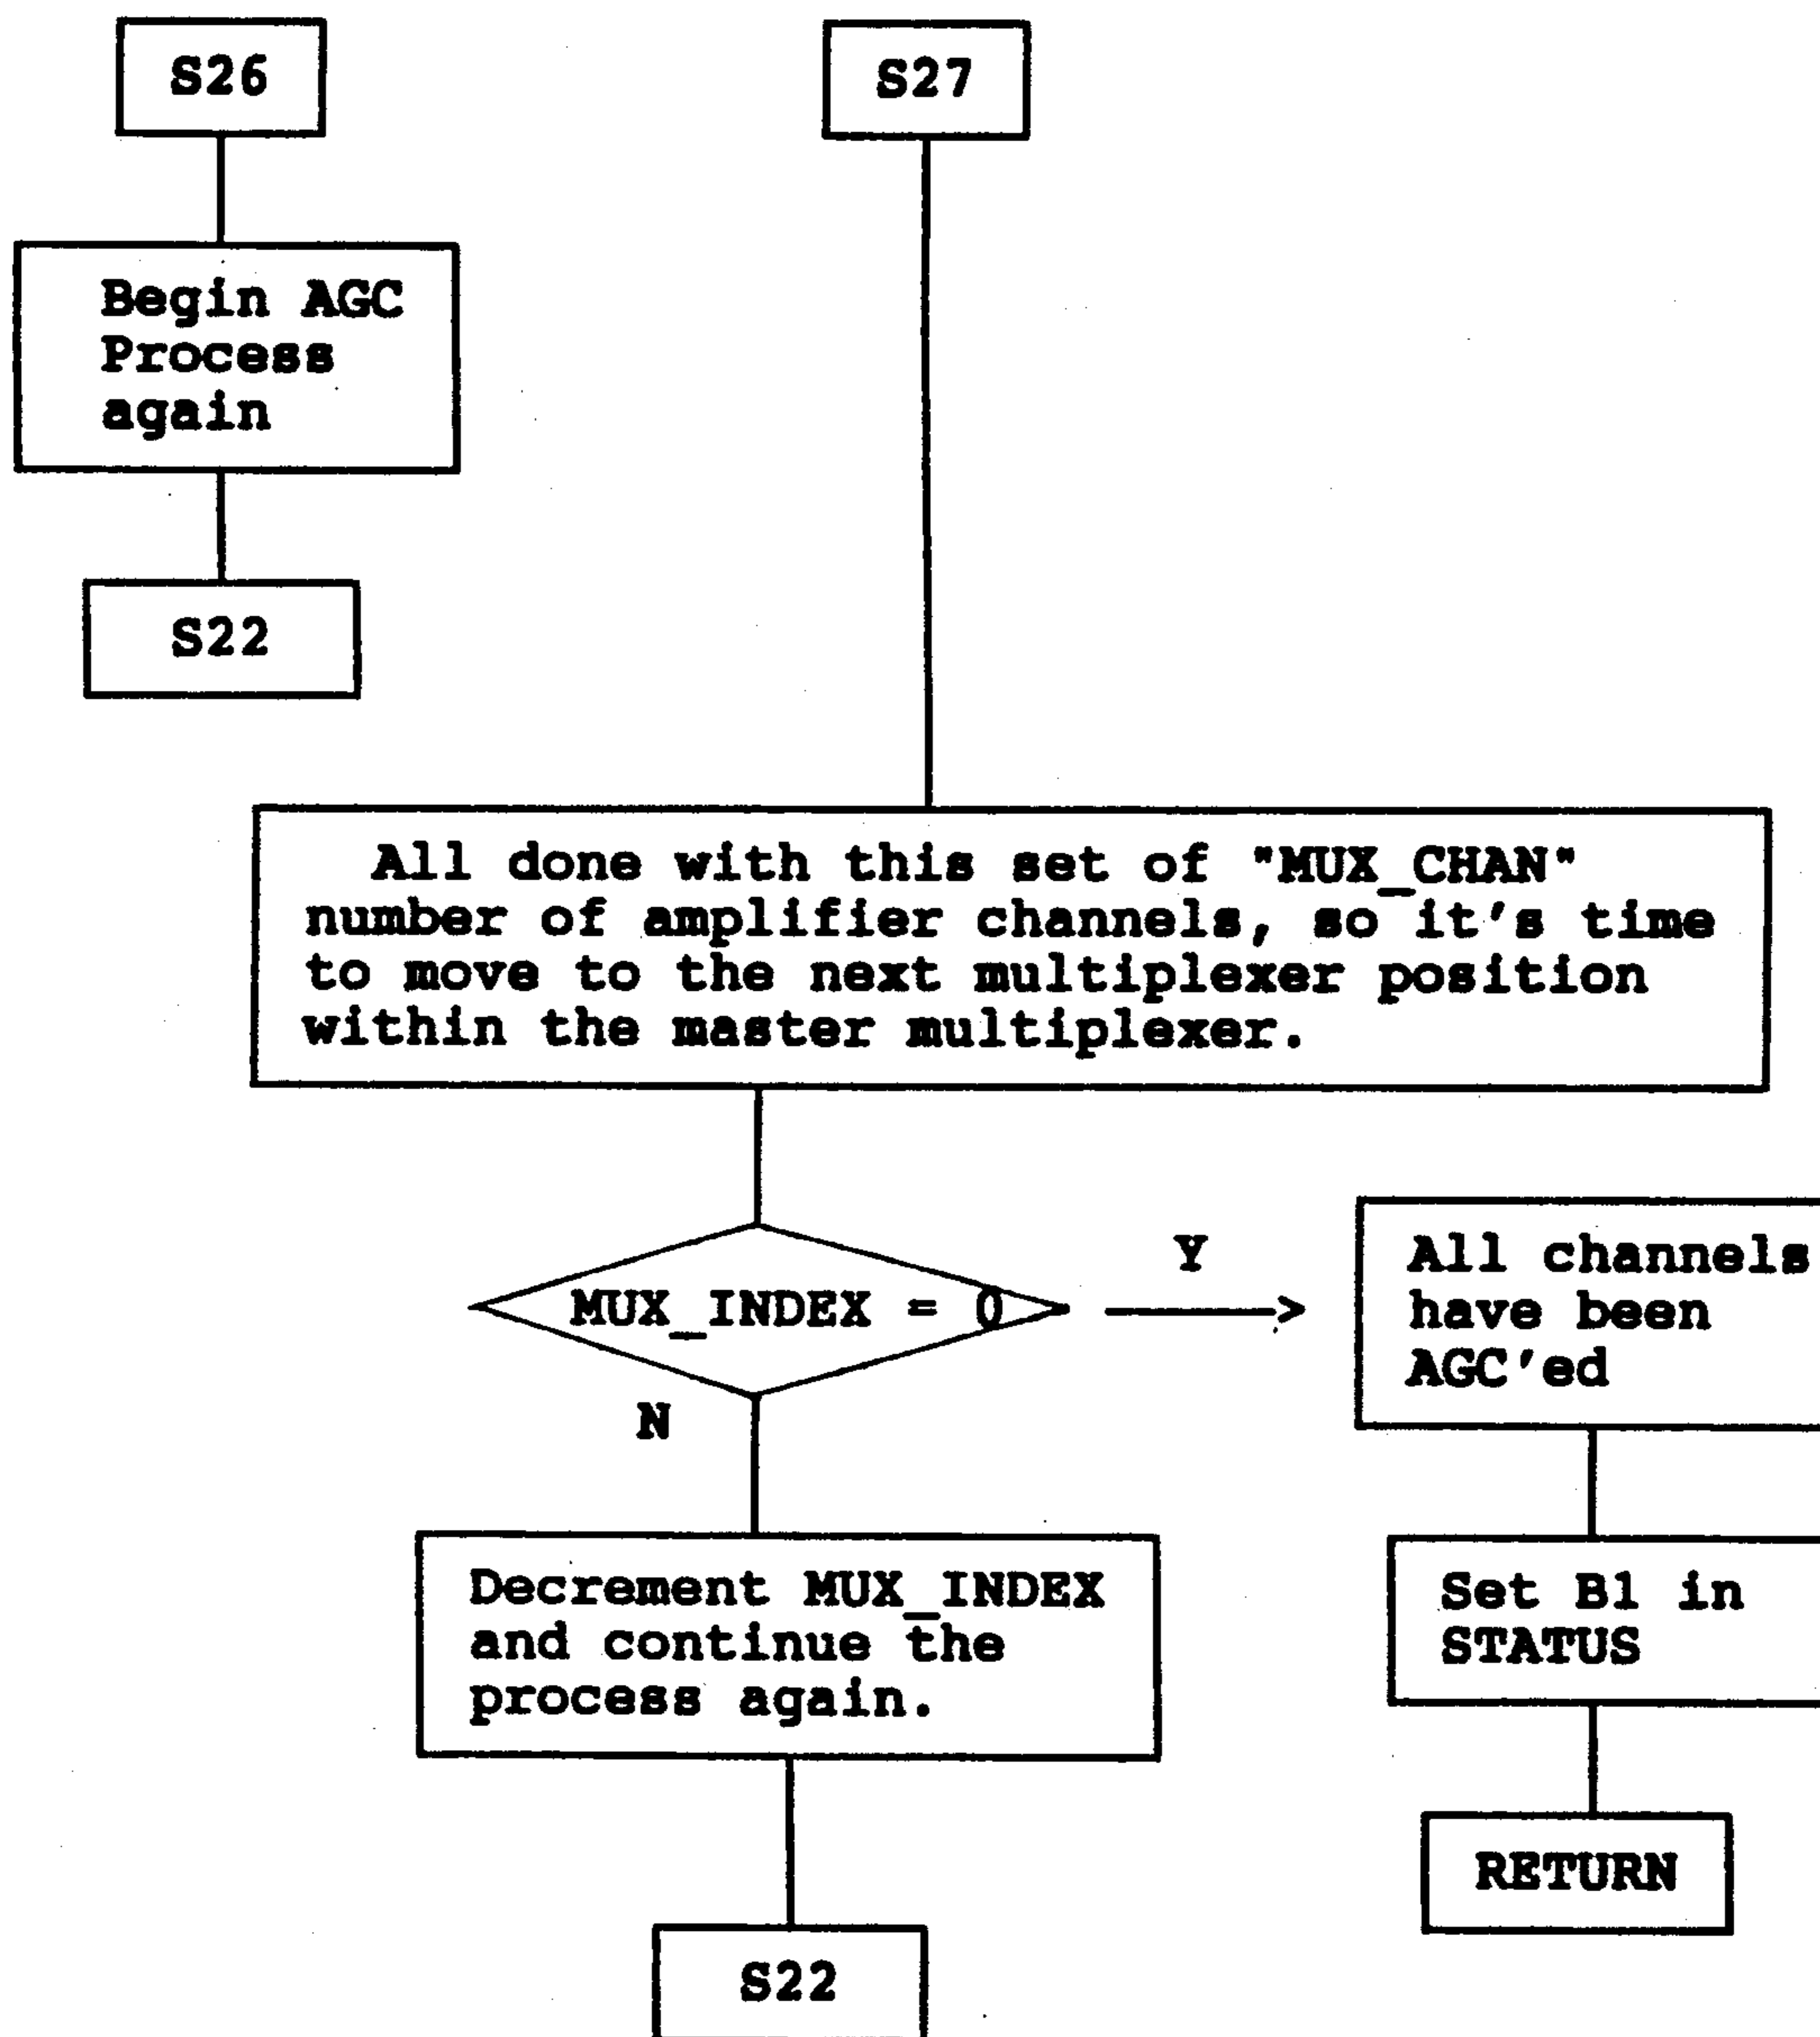 S26
S27
Begin AGC
Process
again
S22
All done with this set of "MUX_CHAN"
number of amplifier channels, so it's time
to move to the next multiplexer position
within the master multiplexer.
MUX_INDEX = 0
Y
All channels
have been
AGC'ed
N
Decrement MUX_INDEX
and continue the
process again.
Set B1 in
STATUS
RETURN
S22